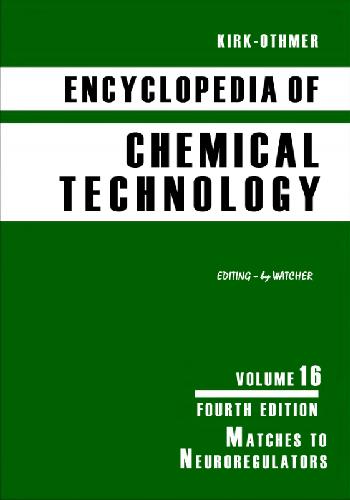 KIRK-OTHMER
ENCYCLOPEDIA OF
CHEMICAL
TECHNOLOGY
EDITING - by WATCHER
VOLUME 16
FOURTH EDITION
MATCHES TO
NEUROREGULATORS